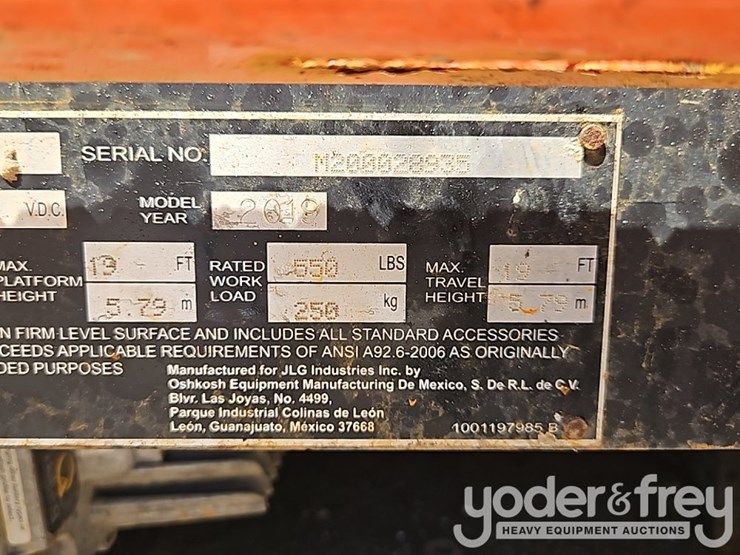 SERIAL NO. M200020935
V.D.C.
MODEL YEAR
MAX. PLATFORM HEIGHT 19 FT 5.79 m
RATED WORK LOAD 550 LBS 250 kg
MAX. TRAVEL HEIGHT 19 FT 5.79 m
FIRM LEVEL SURFACE AND INCLUDES ALL STANDARD ACCESSORIES
APPLICABLE REQUIREMENTS OF ANSI A92.6-2006 AS ORIGINALLY
PURPOSES
Manufactured for JLG Industries Inc. by
Oshkosh Equipment Manufacturing De Mexico, S. De R.L. de C.V.
Blvr. Las Joyas, No. 4499,
Parque Industrial Colinas de León
León, Guanajuato, México 37668
1001197985 B
yoder&frey
HEAVY EQUIPMENT AUCTIONS